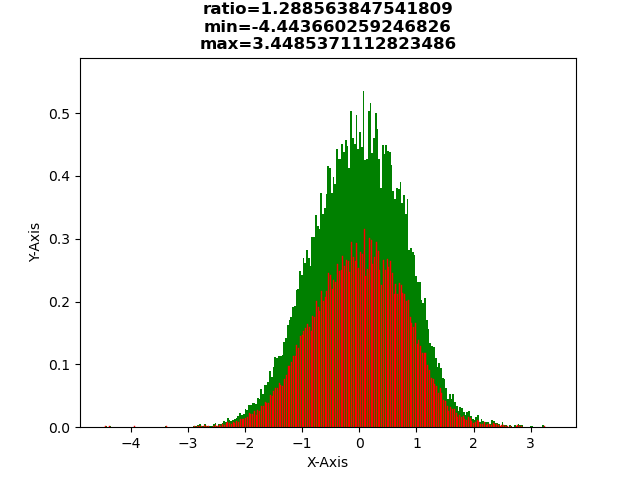 ratio=1.288563847541809
min=-4.443660259246826
max=3.4485371112823486
0.5
0.4
0.3
0.2
0.1
0.0
Y-Axis
−4 −3 −2 −1 0 1 2 3
X-Axis